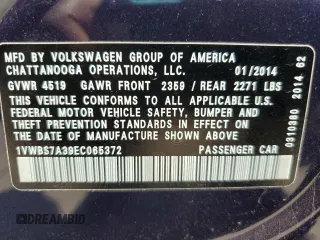 MFD BY VOLKSWAGEN GROUP OF AMERICA
CHATTANOOGA OPERATIONS, LLC. 01/2014
GVWR 4519 GAWR FRONT 2359 / REAR 2271 LBS
THIS VEHICLE CONFORMS TO ALL APPLICABLE U.S.
FEDERAL MOTOR VEHICLE SAFETY, BUMPER AND
THEFT PREVENTION STANDARDS IN EFFECT ON
THE DATE OF MANUFACTURE SHOWN ABOVE
1VWBS7A39EC065372 PASSENGER CAR
0310380 2014 62
© DREAMBID